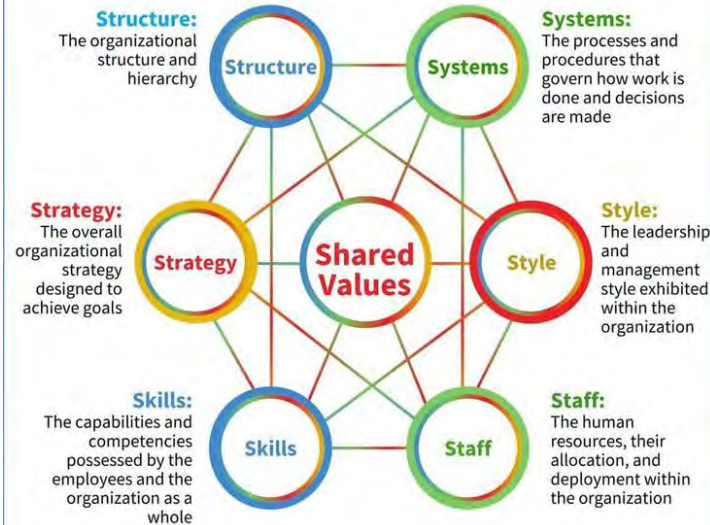 Structure:
The organizational
structure and
hierarchy
Structure
Systems
Systems:
The processes and
procedures that
govern how work is
done and decisions
are made
Strategy:
The overall
organizational
strategy
designed to
achieve goals
Strategy
Shared
Values
Style
Style:
The leadership
and
management
style exhibited
within the
organization
Skills:
The capabilities and
competencies
possessed by the
employees and the
organization as a
whole
Skills
Staff
Staff:
The human
resources, their
allocation, and
deployment within
the organization